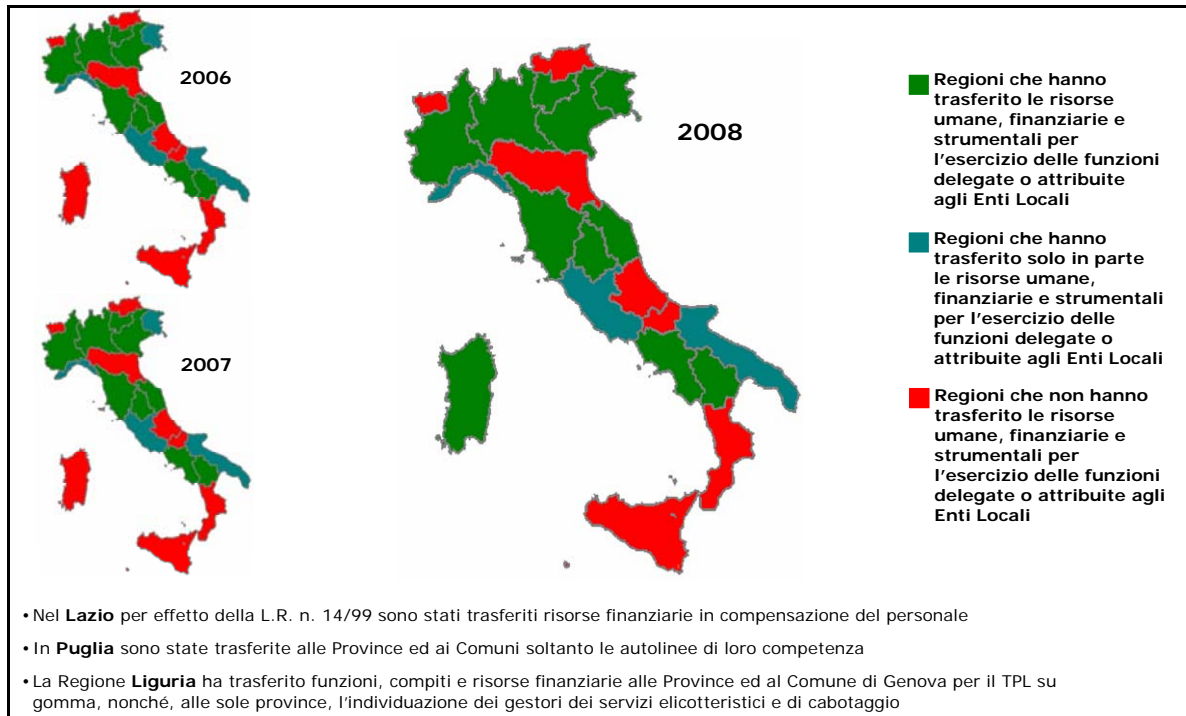 2006
2007
2008
Regioni che hanno
trasferito le risorse
umane, finanziarie e
strumentali per
l'esercizio delle funzioni
delegate o attribuite
agli Enti Locali
Regioni che hanno
trasferito solo in parte
le risorse umane,
finanziarie e strumentali
per l'esercizio delle
funzioni delegate o
attribuite agli Enti Locali
Regioni che non hanno
trasferito le risorse
umane, finanziarie e
strumentali per
l'esercizio delle funzioni
delegate o attribuite agli
Enti Locali
• Nel Lazio per effetto della L.R. n. 14/99 sono stati trasferiti risorse finanziarie in compensazione del personale
• In Puglia sono state trasferite alle Province ed ai Comuni soltanto le autolinee di loro competenza
• La Regione Liguria ha trasferito funzioni, compiti e risorse finanziarie alle Province ed al Comune di Genova per il TPL su
gomma, nonché, alle sole province, l'individuazione dei gestori dei servizi elicotteristici e di cabotaggio